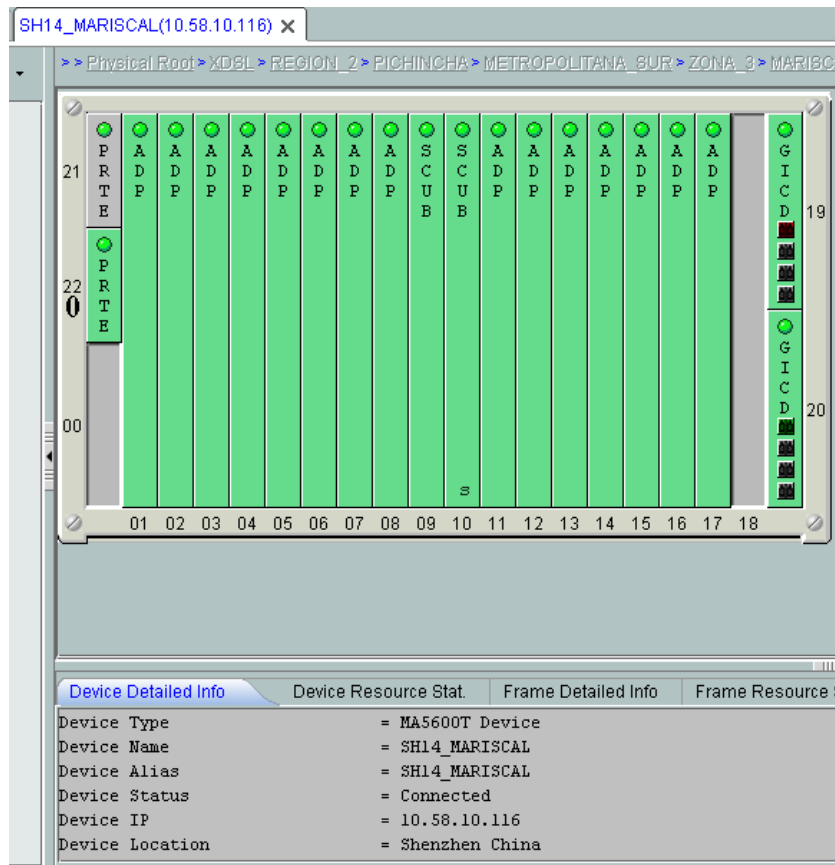 SH14_MARISCAL(10.58.10.116)
> > Physical Root > XDSL > REGION_2 > PICHINCHA > METROPOLITANA_SUR > ZONA_3 > MARISC
21
22
0
00
PRTE
PRTE
ADP
ADP
ADP
ADP
ADP
ADP
ADP
ADP
SCUB
SCUB
S
ADP
ADP
ADP
ADP
ADP
ADP
ADP
GICD
GICD
19
20
01 02 03 04 05 06 07 08 09 10 11 12 13 14 15 16 17 18
Device Detailed Info Device Resource Stat. Frame Detailed Info Frame Resource
Device Type = MA5600T Device
Device Name = SH14_MARISCAL
Device Alias = SH14_MARISCAL
Device Status = Connected
Device IP = 10.58.10.116
Device Location = Shenzhen China